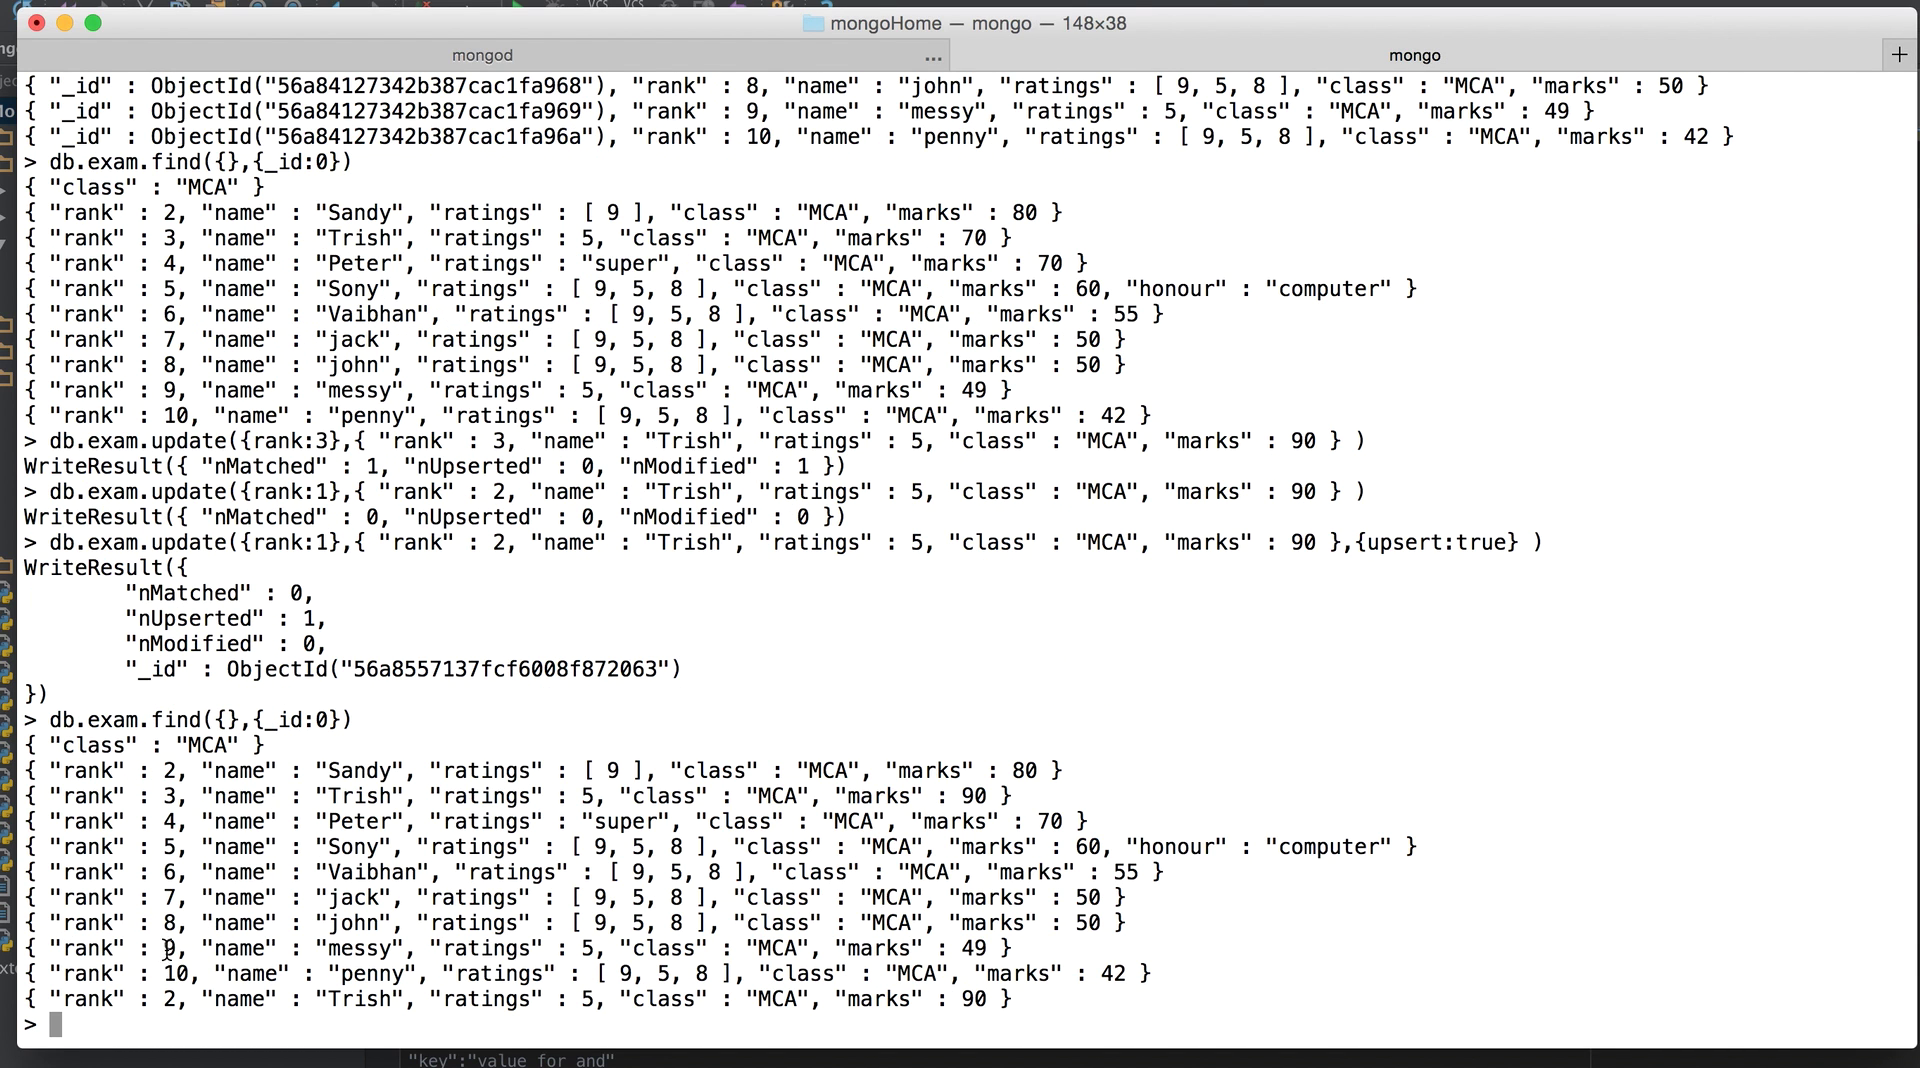 mongoHome — mongo — 148×38
mongod ... mongo +
{ "_id" : ObjectId("56a84127342b387cac1fa968"), "rank" : 8, "name" : "john", "ratings" : [ 9, 5, 8 ], "class" : "MCA", "marks" : 50 }
{ "_id" : ObjectId("56a84127342b387cac1fa969"), "rank" : 9, "name" : "messy", "ratings" : 5, "class" : "MCA", "marks" : 49 }
{ "_id" : ObjectId("56a84127342b387cac1fa96a"), "rank" : 10, "name" : "penny", "ratings" : [ 9, 5, 8 ], "class" : "MCA", "marks" : 42 }
> db.exam.find({},{_id:0})
{ "class" : "MCA" }
{ "rank" : 2, "name" : "Sandy", "ratings" : [ 9 ], "class" : "MCA", "marks" : 80 }
{ "rank" : 3, "name" : "Trish", "ratings" : 5, "class" : "MCA", "marks" : 70 }
{ "rank" : 4, "name" : "Peter", "ratings" : "super", "class" : "MCA", "marks" : 70 }
{ "rank" : 5, "name" : "Sony", "ratings" : [ 9, 5, 8 ], "class" : "MCA", "marks" : 60, "honour" : "computer" }
{ "rank" : 6, "name" : "Vaibhan", "ratings" : [ 9, 5, 8 ], "class" : "MCA", "marks" : 55 }
{ "rank" : 7, "name" : "jack", "ratings" : [ 9, 5, 8 ], "class" : "MCA", "marks" : 50 }
{ "rank" : 8, "name" : "john", "ratings" : [ 9, 5, 8 ], "class" : "MCA", "marks" : 50 }
{ "rank" : 9, "name" : "messy", "ratings" : 5, "class" : "MCA", "marks" : 49 }
{ "rank" : 10, "name" : "penny", "ratings" : [ 9, 5, 8 ], "class" : "MCA", "marks" : 42 }
> db.exam.update({rank:3},{ "rank" : 3, "name" : "Trish", "ratings" : 5, "class" : "MCA", "marks" : 90 } )
WriteResult({ "nMatched" : 1, "nUpserted" : 0, "nModified" : 1 })
> db.exam.update({rank:1},{ "rank" : 2, "name" : "Trish", "ratings" : 5, "class" : "MCA", "marks" : 90 } )
WriteResult({ "nMatched" : 0, "nUpserted" : 0, "nModified" : 0 })
> db.exam.update({rank:1},{ "rank" : 2, "name" : "Trish", "ratings" : 5, "class" : "MCA", "marks" : 90 },{upsert:true} )
WriteResult({
"nMatched" : 0,
"nUpserted" : 1,
"nModified" : 0,
"_id" : ObjectId("56a8557137fcf6008f872063")
})
> db.exam.find({},{_id:0})
{ "class" : "MCA" }
{ "rank" : 2, "name" : "Sandy", "ratings" : [ 9 ], "class" : "MCA", "marks" : 80 }
{ "rank" : 3, "name" : "Trish", "ratings" : 5, "class" : "MCA", "marks" : 90 }
{ "rank" : 4, "name" : "Peter", "ratings" : "super", "class" : "MCA", "marks" : 70 }
{ "rank" : 5, "name" : "Sony", "ratings" : [ 9, 5, 8 ], "class" : "MCA", "marks" : 60, "honour" : "computer" }
{ "rank" : 6, "name" : "Vaibhan", "ratings" : [ 9, 5, 8 ], "class" : "MCA", "marks" : 55 }
{ "rank" : 7, "name" : "jack", "ratings" : [ 9, 5, 8 ], "class" : "MCA", "marks" : 50 }
{ "rank" : 8, "name" : "john", "ratings" : [ 9, 5, 8 ], "class" : "MCA", "marks" : 50 }
{ "rank" : 9, "name" : "messy", "ratings" : 5, "class" : "MCA", "marks" : 49 }
{ "rank" : 10, "name" : "penny", "ratings" : [ 9, 5, 8 ], "class" : "MCA", "marks" : 42 }
{ "rank" : 2, "name" : "Trish", "ratings" : 5, "class" : "MCA", "marks" : 90 }
>
"key":"value for and"